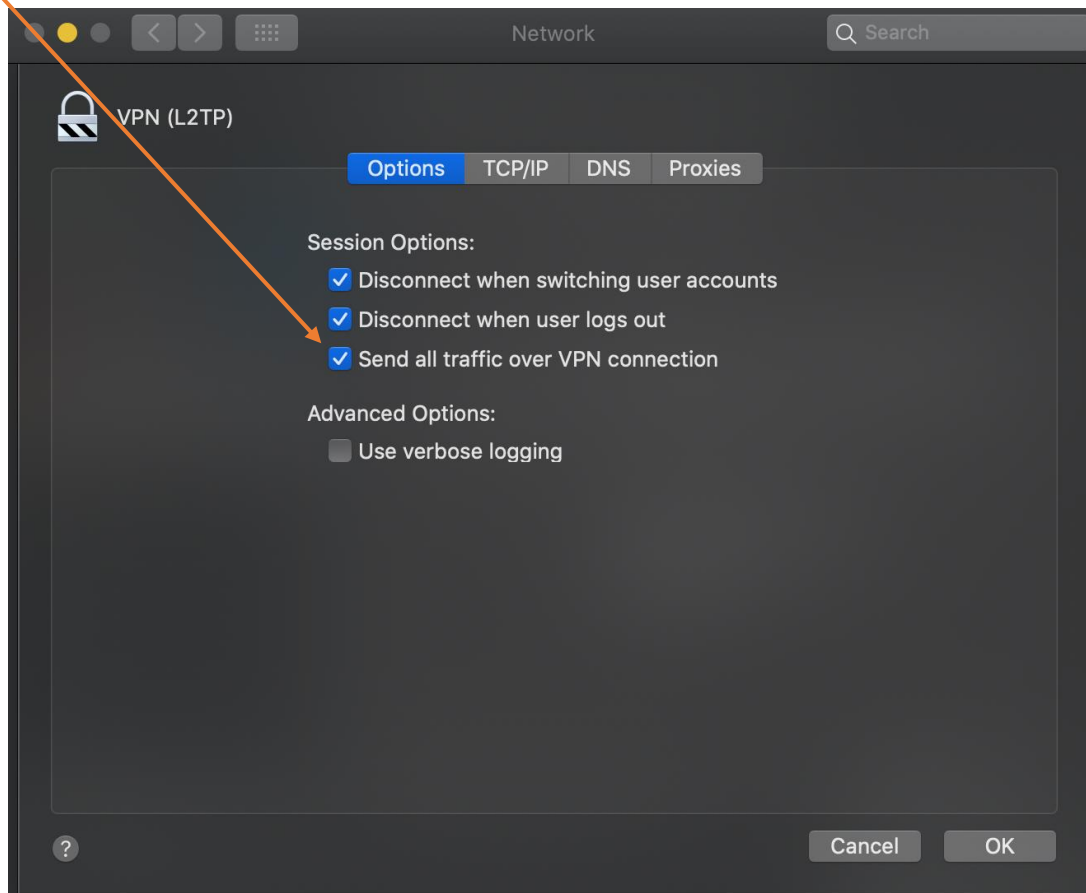 Network
Search
VPN (L2TP)
Options TCP/IP DNS Proxies
Session Options:
Disconnect when switching user accounts
Disconnect when user logs out
Send all traffic over VPN connection
Advanced Options:
Use verbose logging
?
Cancel OK